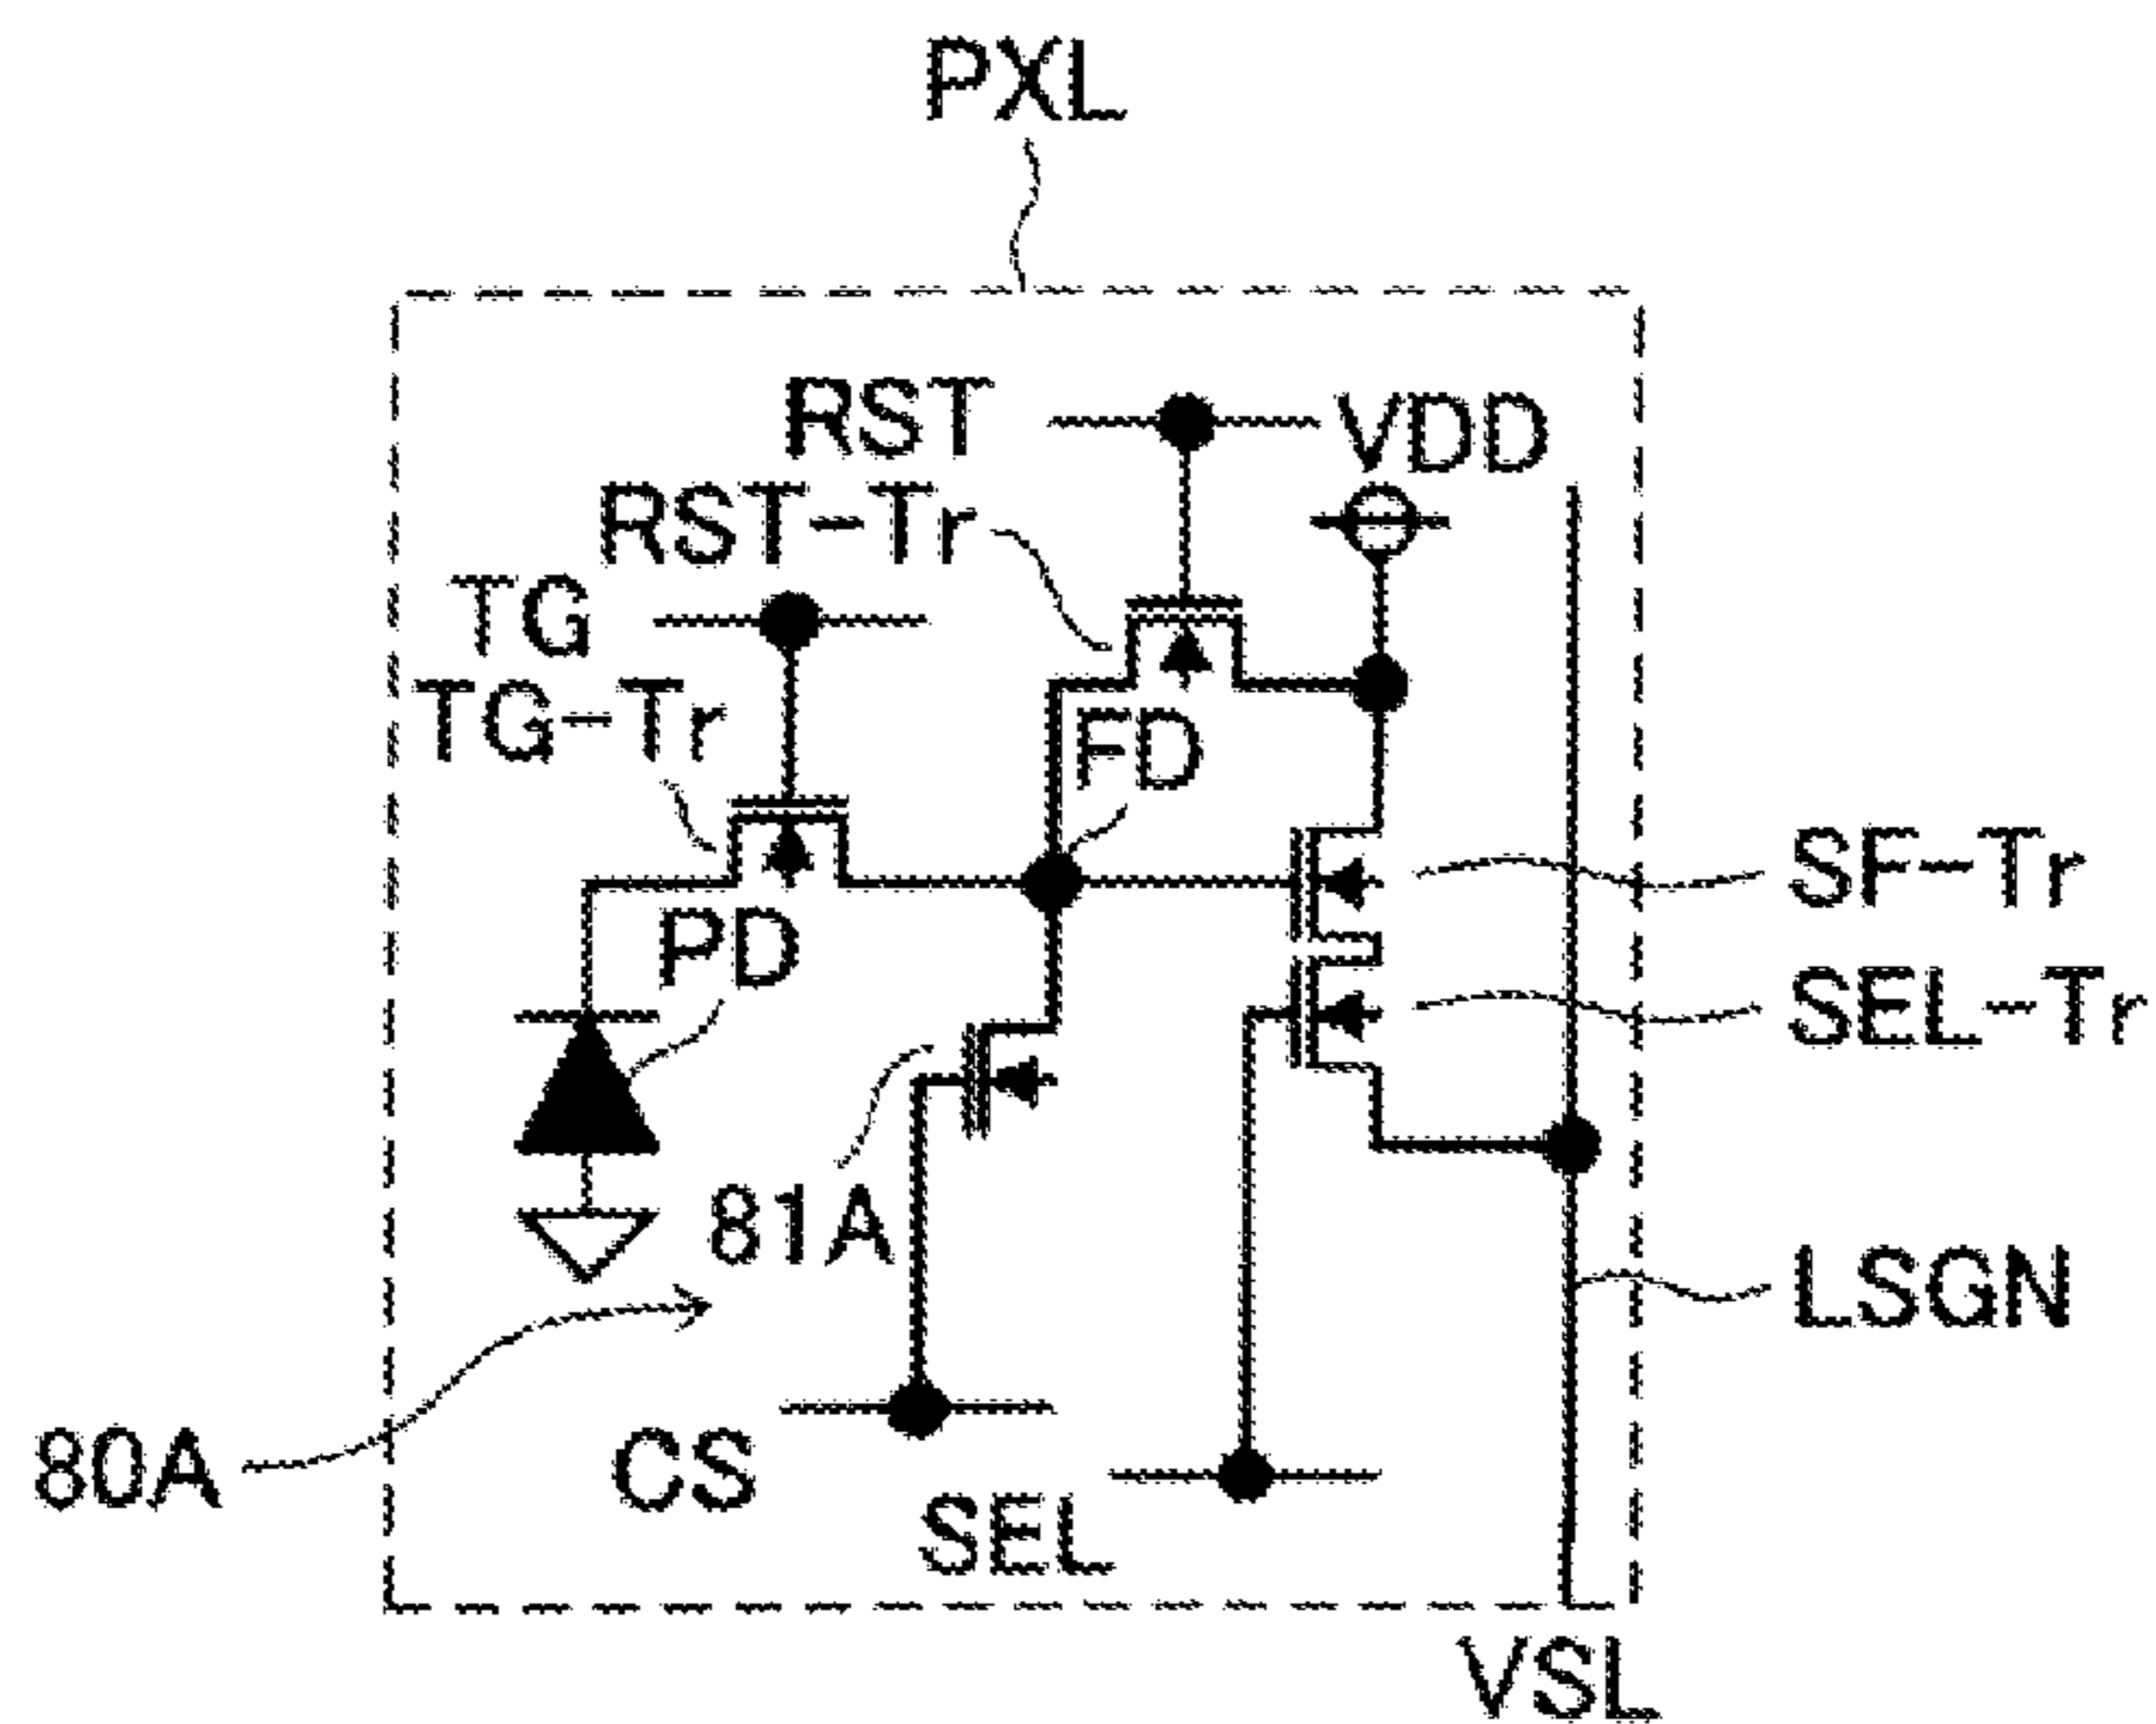 PXL
RST
VDD
RST-Tr
TG
TG-Tr
FD
SF-Tr
PD
SEL-Tr
81A
LSGN
80A
CS
SEL
VSL